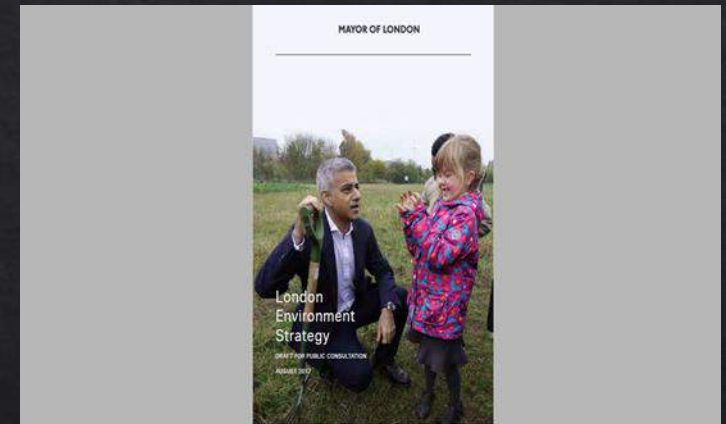 MAYOR OF LONDON
London
Environment
Strategy
DRAFT FOR PUBLIC CONSULTATION
AUGUST 2017